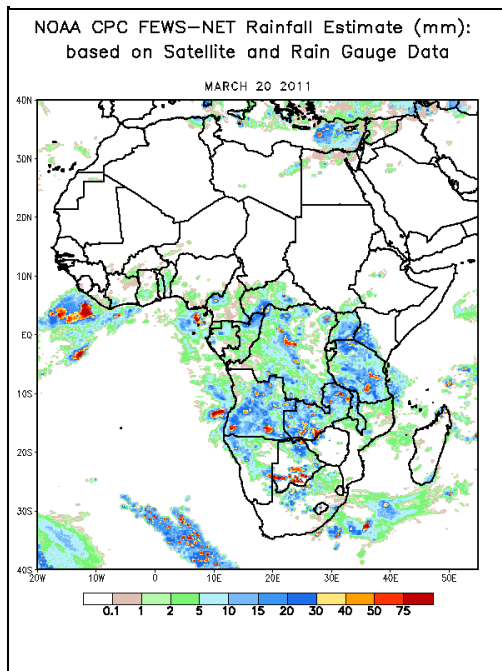 NOAA CPC FEWS-NET Rainfall Estimate (mm):
based on Satellite and Rain Gauge Data
MARCH 20 2011
40N
30N
20N
10N
EQ
10S
20S
30S
40S
20W 10W 0 10E 20E 30E 40E 50E
0.1 1 2 5 10 15 20 30 40 50 75